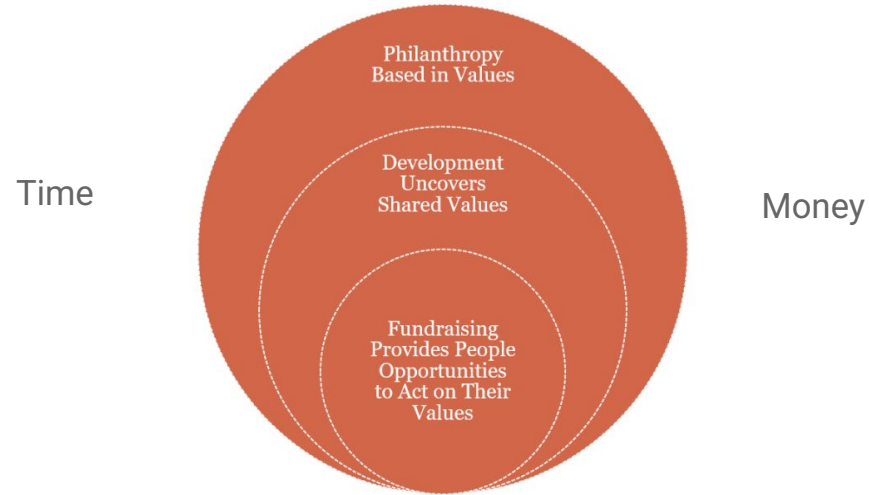 Philanthropy
Based in Values
Development
Uncovers
Shared Values
Time
Money
Fundraising
Provides People
Opportunities
to Act on Their
Values